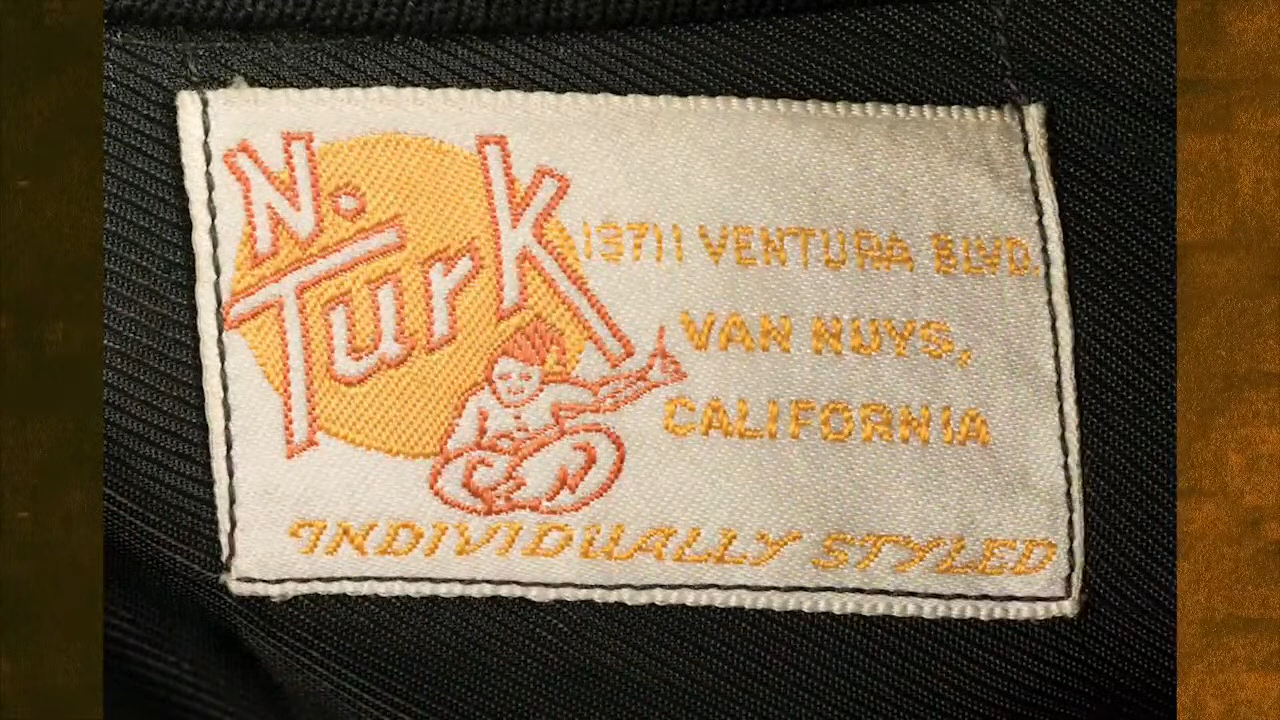 N.
Turk
13711 VENTURA BLVD.
VAN NUYS,
CALIFORNIA
INDIVIDUALLY STYLED